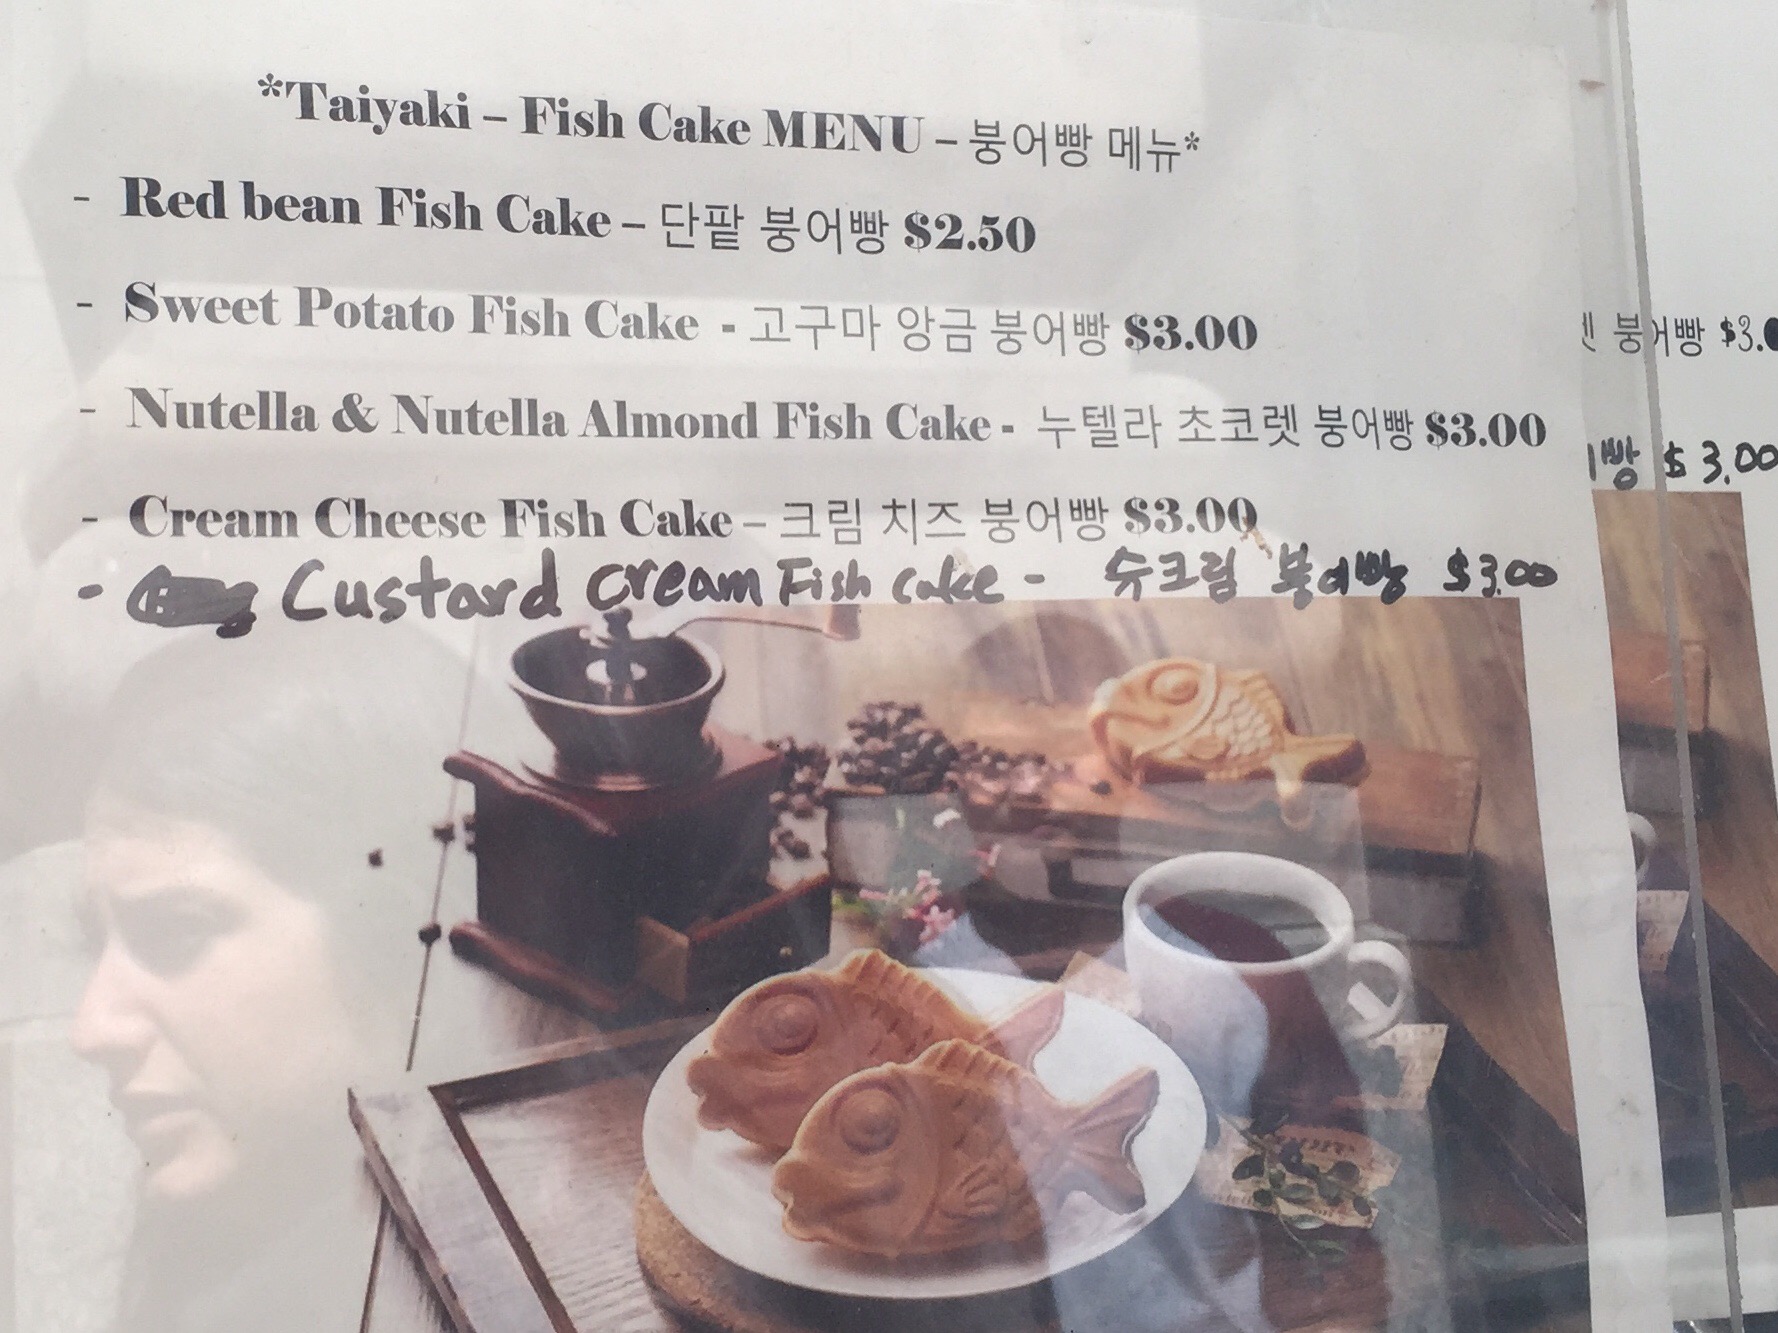 *Taiyaki – Fish Cake MENU – 붕어빵 메뉴*
- Red bean Fish Cake – 단팥 붕어빵 $2.50
- Sweet Potato Fish Cake - 고구마 앙금 붕어빵 $3.00
- Nutella & Nutella Almond Fish Cake - 누텔라 초코렛 붕어빵 $3.00
- Cream Cheese Fish Cake – 크림 치즈 붕어빵 $3.00
- Custard cream Fish cake - 슈크림 붕어빵 $3.00
붕어빵 $3.0
빵 $3.00